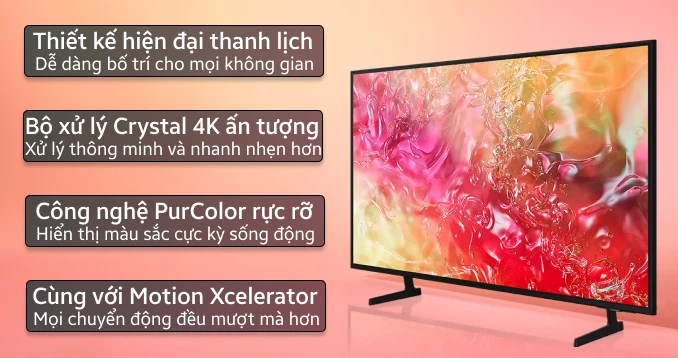 Thiết kế hiện đại thanh lịch
Dễ dàng bố trí cho mọi không gian
Bộ xử lý Crystal 4K ấn tượng
Xử lý thông minh và nhanh nhẹn hơn
Công nghệ PurColor rực rỡ
Hiển thị màu sắc cực kỳ sống động
Cùng với Motion Xcelerator
Mọi chuyển động đều mượt mà hơn